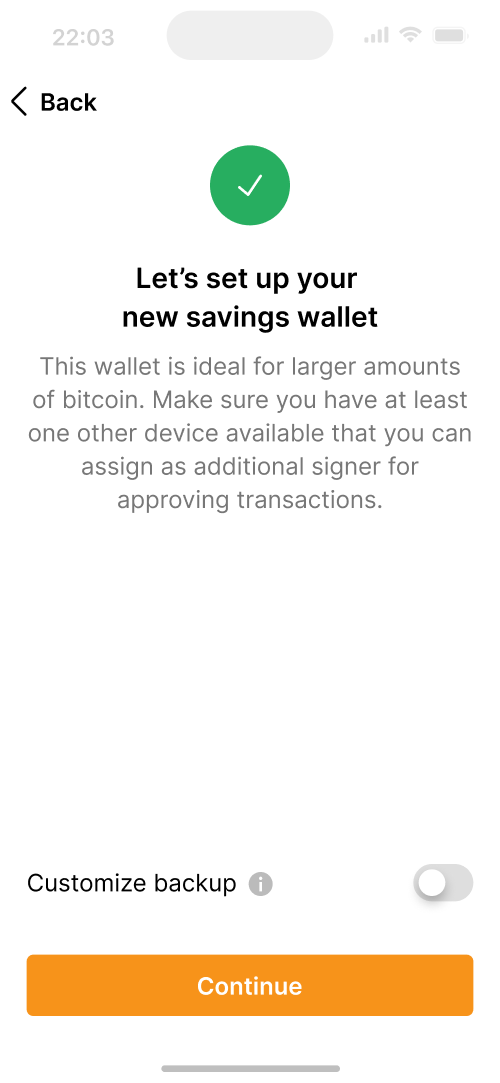 22:03
Back
Let’s set up your
new savings wallet
This wallet is ideal for larger amounts
of bitcoin. Make sure you have at least
one other device available that you can
assign as additional signer for
approving transactions.
Customize backup
Continue